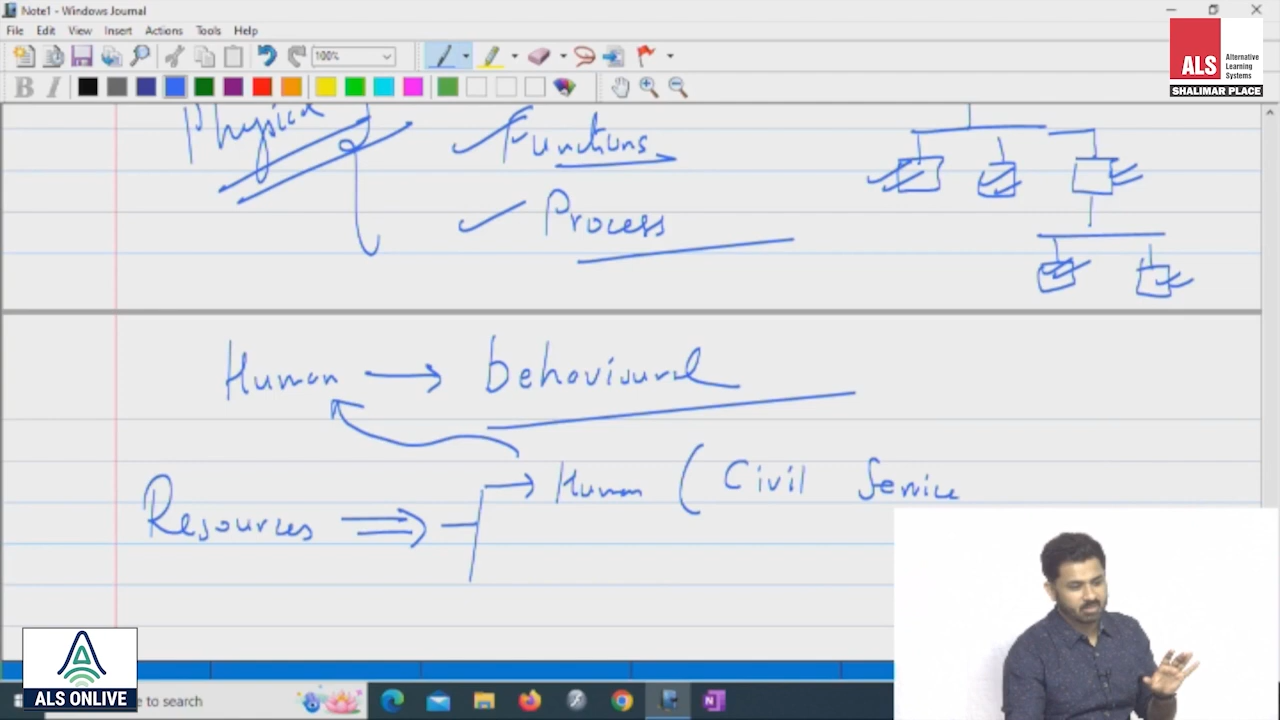 Note1 - Windows Journal
File Edit View Insert Actions Tools Help
100%
B I
ALS
Alternative
Learning
Systems
SHALIMAR PLACE
Physical
Functions
Process
Human → behavioural
Resources ⇒ → Human ( Civil Service
ALS ONLIVE
e to search